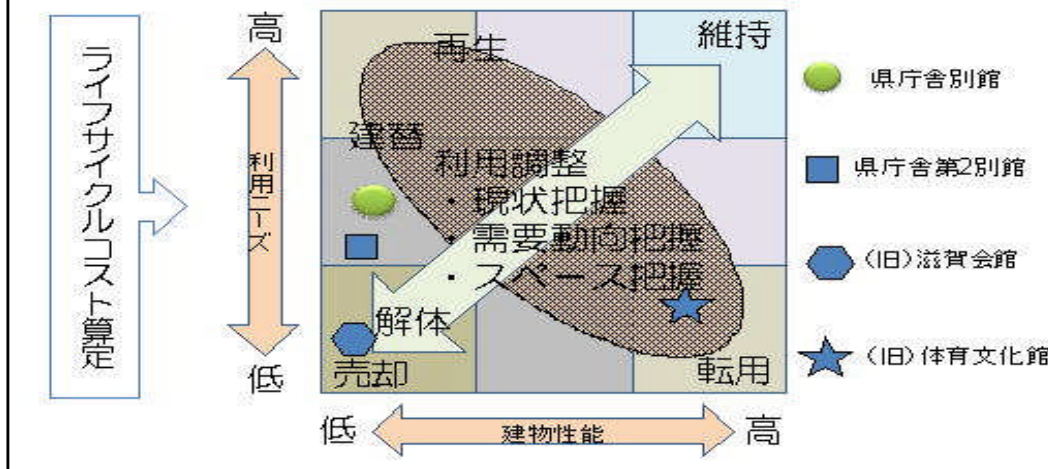 ライフサイクルコスト算定
高
利用ニーズ
低
再生
維持
建替
利用調整
・現状把握
・需要動向把握
・スペース把握
解体
売却
転用
低
建物性能
高
県庁舎別館
県庁舎第2別館
(旧)滋賀会館
(旧)体育文化館